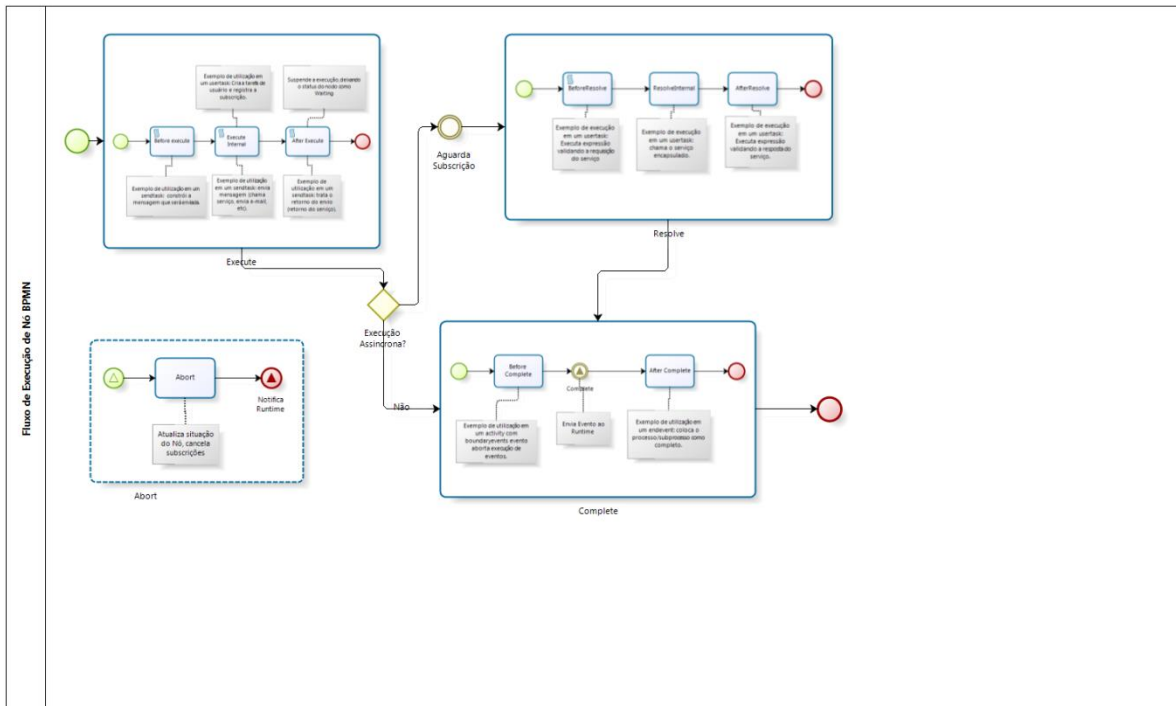 Fluxo de Execução de Nó BPMN
Exemplo de utilização em
um usertask: Cria a tarefa de
usuário e registra a
subscrição.
Suspende a execução, deixando
o status do nodo como
Waiting
Before execute
Execute
Internal
After Execute
Exemplo de utilização em um
sendtask: constrói a
mensagem que será enviada.
Exemplo de utilização
em um sendtask: envia
mensagem (chama
serviço, envia e-mail,
etc).
Exemplo de
utilização em um
sendtask: trata o
retorno do envio
(retorno do serviço).
Execute
Aguarda
Subscrição
BeforeResolve
ResolveInternal
AfterResolve
Exemplo de execução
em um usertask:
Executa expressão
validando a requisição
do serviço
Exemplo de execução
em um usertask:
chama o serviço
encapsulado.
Exemplo de execução
em um usertask:
Executa expressão
validando a resposta do
serviço.
Resolve
Execução
Assíncrona?
Não
Abort
Notifica
Runtime
Atualiza situação
do Nó, cancela
subscrições
Abort
Before
Complete
Complete
After Complete
Exemplo de utilização em
um activity com
boundaryevents evento
aborta execução de
eventos.
Envia Evento ao
Runtime
Exemplo de utilização em
um endevent: coloca o
processo/subprocesso como
completo.
Complete